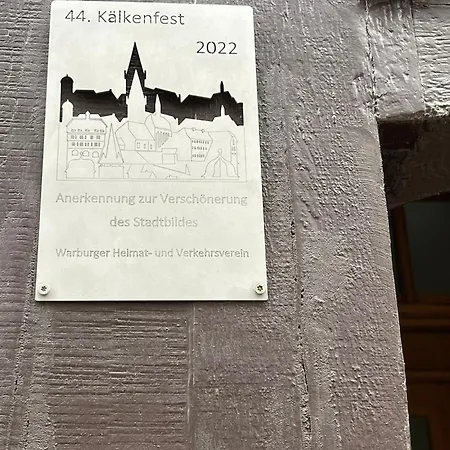 44. Kälkenfest
2022
Anerkennung zur Verschönerung
des Stadtbildes
Warburger Heimat- und Verkehrsverein